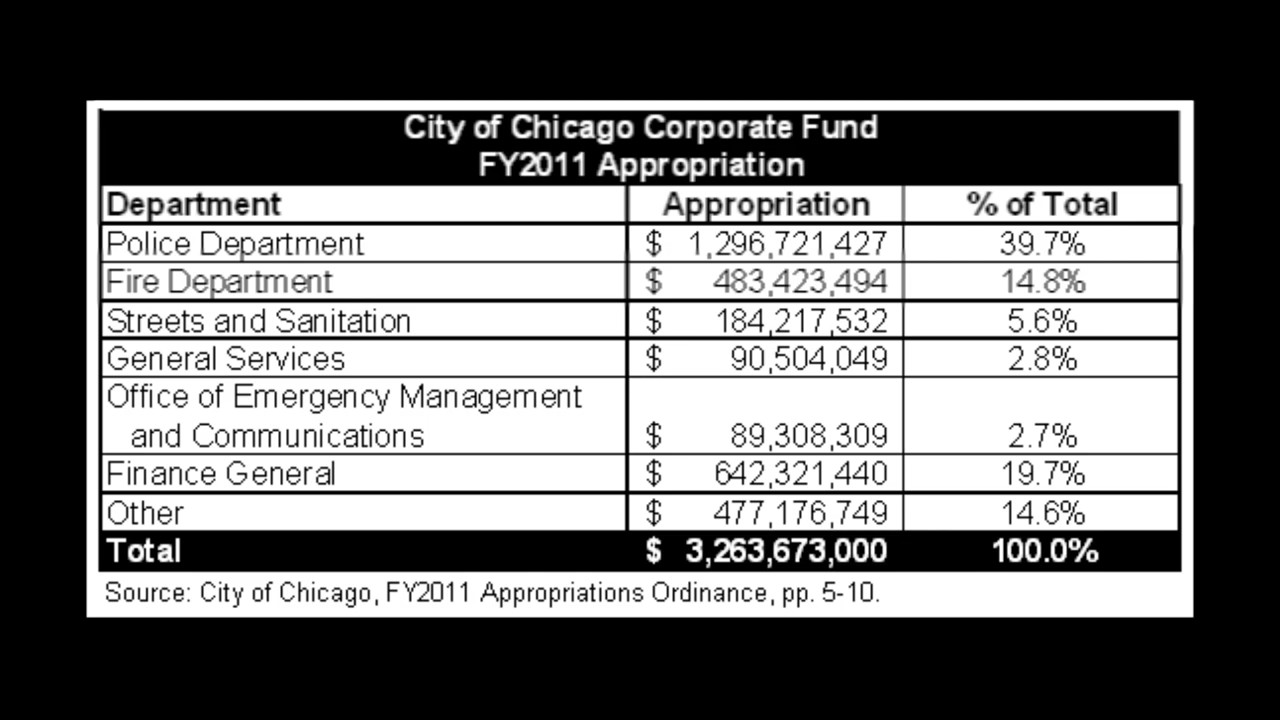 City of Chicago Corporate Fund
FY2011 Appropriation
Department Appropriation % of Total
Police Department $ 1,296,721,427 39.7%
Fire Department $ 483,423,494 14.8%
Streets and Sanitation $ 184,217,532 5.6%
General Services $ 90,504,049 2.8%
Office of Emergency Management
and Communications $ 89,308,309 2.7%
Finance General $ 642,321,440 19.7%
Other $ 477,176,749 14.6%
Total $ 3,263,673,000 100.0%
Source: City of Chicago, FY2011 Appropriations Ordinance, pp. 5-10.